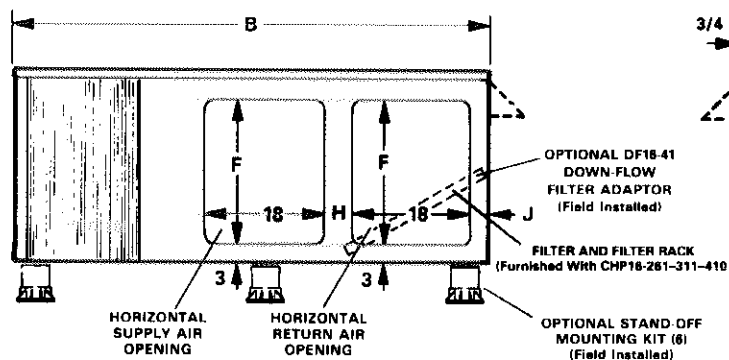 B
3/4
F
F
OPTIONAL DF16-41
DOWN-FLOW
FILTER ADAPTOR
(Field Installed)
18
H
18
J
FILTER AND FILTER RACK
(Furnished With CHP16-261-311-410
3
3
HORIZONTAL
SUPPLY AIR
OPENING
HORIZONTAL
RETURN AIR
OPENING
OPTIONAL STAND-OFF
MOUNTING KIT (6)
(Field Installed)